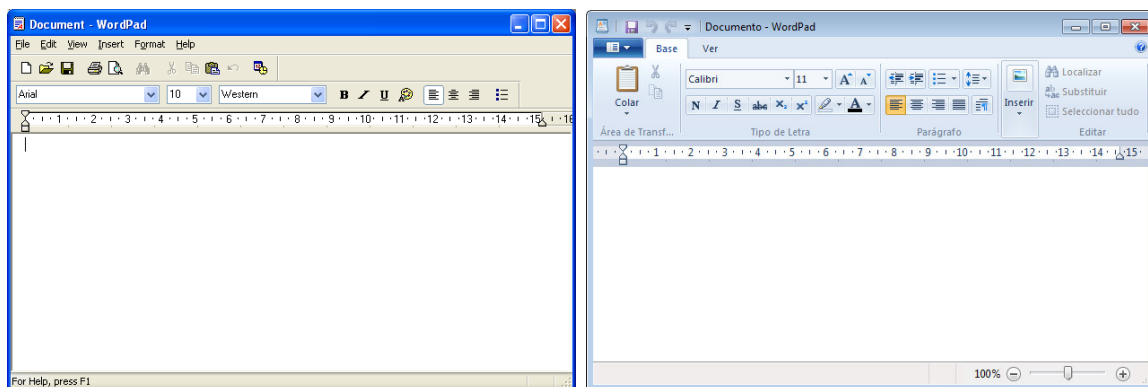 Document - WordPad
File Edit View Insert Format Help
Arial 10 Western B / U
1 2 3 4 5 6 7 8 9 10 11 12 13 14 15 16
For Help, press F1
Documento - WordPad
Base Ver
Colar
Área de Transf...
Calibri 11 A A
N I S abc X₂ X² A
Tipo de Letra
Parágrafo
Inserir
Localizar
Substituir
Seleccionar tudo
Editar
1 2 3 4 5 6 7 8 9 10 11 12 13 14 15
100%